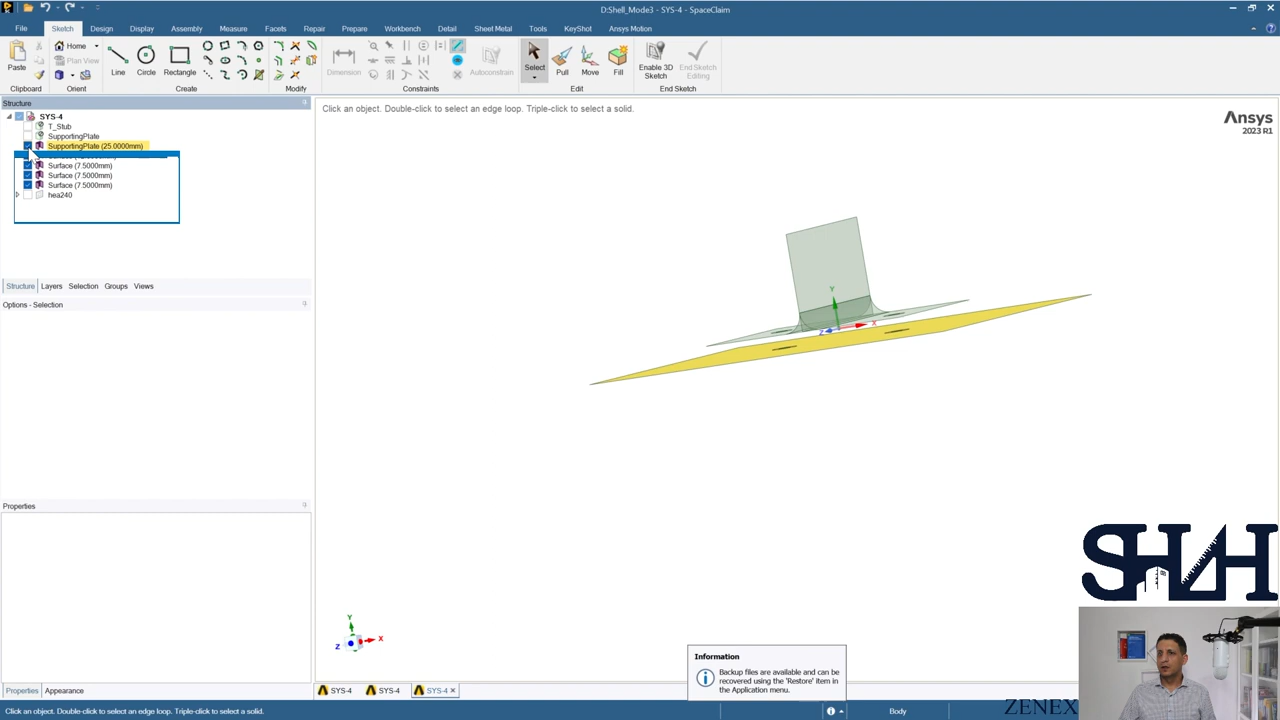 D:Shell_Mode3 - SYS-4 - SpaceClaim
File Sketch Design Display Assembly Measure Facets Repair Prepare Workbench Detail Sheet Metal Tools KeyShot Ansys Motion
Paste
Home
Plan View
Line
Circle
Rectangle
Dimension
Autoconstrain
Select
Pull
Move
Fill
Enable 3D Sketch
End Sketch Editing
Clipboard Orient Create Modify Constraints Edit End Sketch
Structure
Click an object. Double-click to select an edge loop. Triple-click to select a solid.
Ansys
2023 R1
SYS-4
T_Stub
SupportingPlate
SupportingPlate (25.0000mm)
Surface (7.5000mm)
Surface (7.5000mm)
Surface (7.5000mm)
hea240
Structure Layers Selection Groups Views
Options - Selection
Properties
Y
X
Z
Y
X
Z
Information
Backup files are available and can be
recovered using the 'Restore' item in
the Application menu.
SHZH
Properties Appearance
SYS-4 SYS-4 SYS-4
Click an object. Double-click to select an edge loop. Triple-click to select a solid.
Body
ZENEX